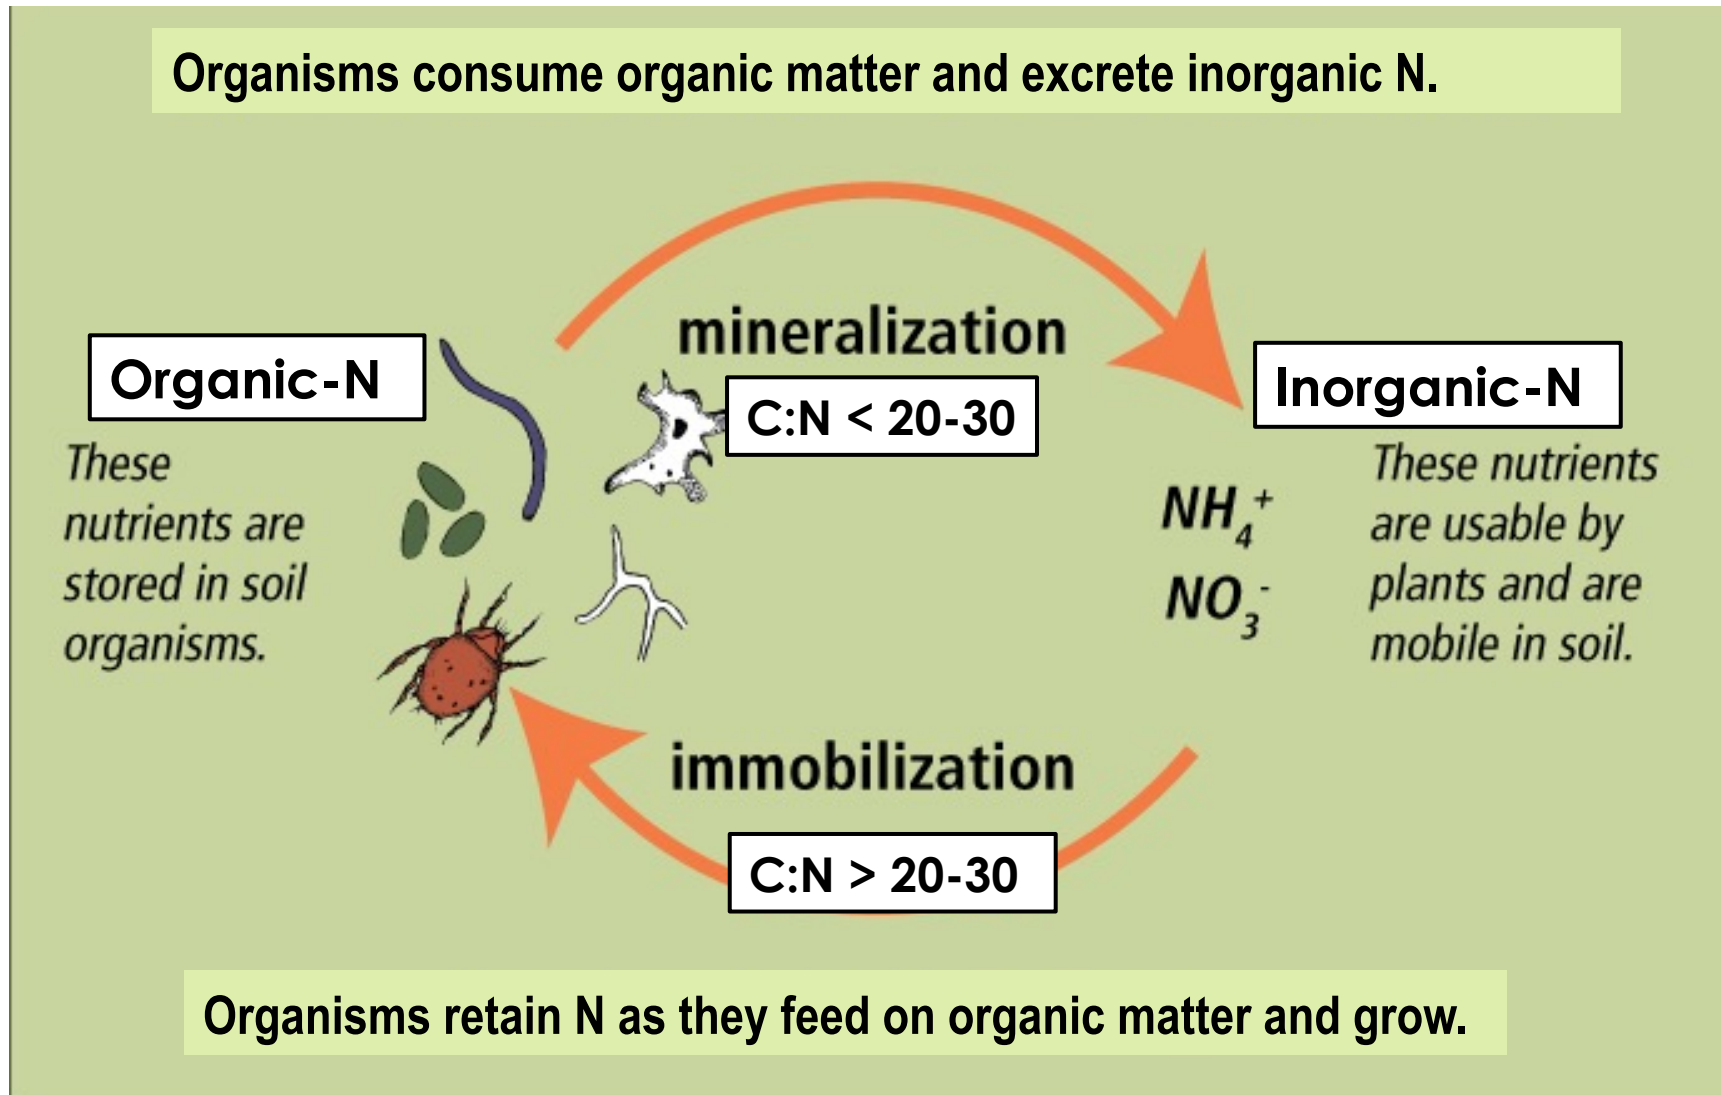 Organisms consume organic matter and excrete inorganic N.
mineralization
C:N < 20-30
Organic-N
These
nutrients are
stored in soil
organisms.
Inorganic-N
NH₄⁺
NO₃⁻
These nutrients
are usable by
plants and are
mobile in soil.
immobilization
C:N > 20-30
Organisms retain N as they feed on organic matter and grow.